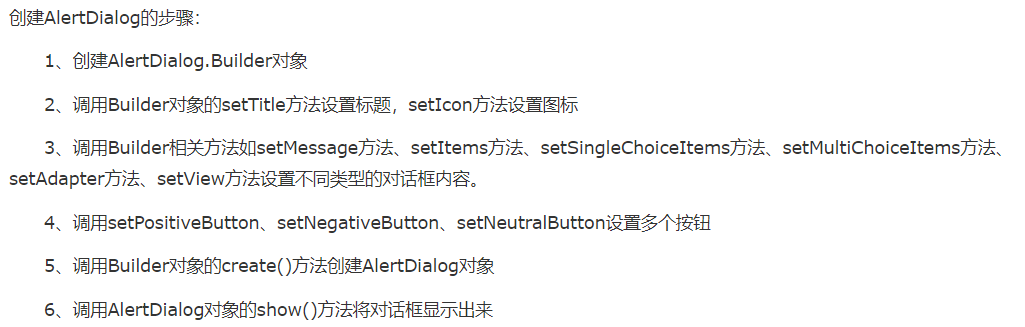 创建AlertDialog的步骤：
1、创建AlertDialog.Builder对象
2、调用Builder对象的setTitle方法设置标题，setIcon方法设置图标
3、调用Builder相关方法如setMessage方法、setItems方法、setSingleChoiceItems方法、setMultiChoiceItems方法、
setAdapter方法、setView方法设置不同类型的对话框内容。
4、调用setPositiveButton、setNegativeButton、setNeutralButton设置多个按钮
5、调用Builder对象的create()方法创建AlertDialog对象
6、调用AlertDialog对象的show()方法将对话框显示出来